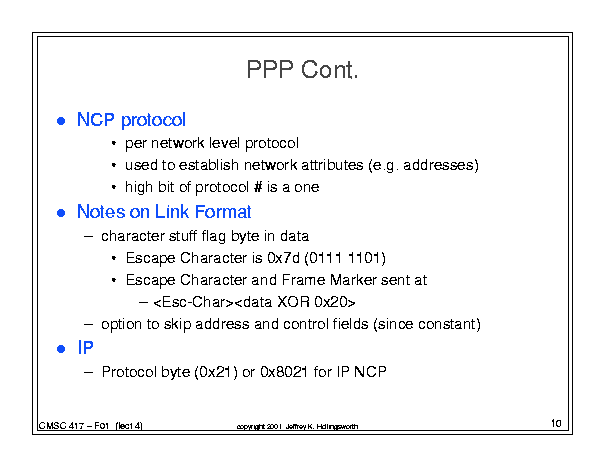 PPP Cont.
● NCP protocol
• per network level protocol
• used to establish network attributes (e.g. addresses)
• high bit of protocol # is a one
● Notes on Link Format
– character stuff flag byte in data
• Escape Character is 0x7d (0111 1101)
• Escape Character and Frame Marker sent at
– <Esc-Char><data XOR 0x20>
– option to skip address and control fields (since constant)
● IP
– Protocol byte (0x21) or 0x8021 for IP NCP
CMSC 417 – F01 (lect 4)
copyright 2001 Jeffrey K. Hollingsworth
10